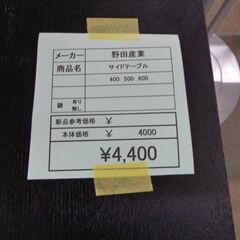 メーカー 野田産業
商品名 サイドテーブル
400 500 600
鍵 有り
無し
新品参考価格 ¥
本体価格 ¥ 4000
¥4,400